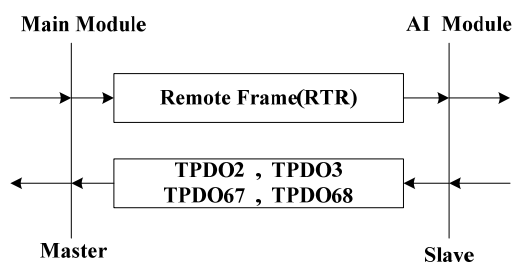 Main Module
AI Module
Remote Frame(RTR)
TPDO2 , TPDO3
TPDO67 , TPDO68
Master
Slave